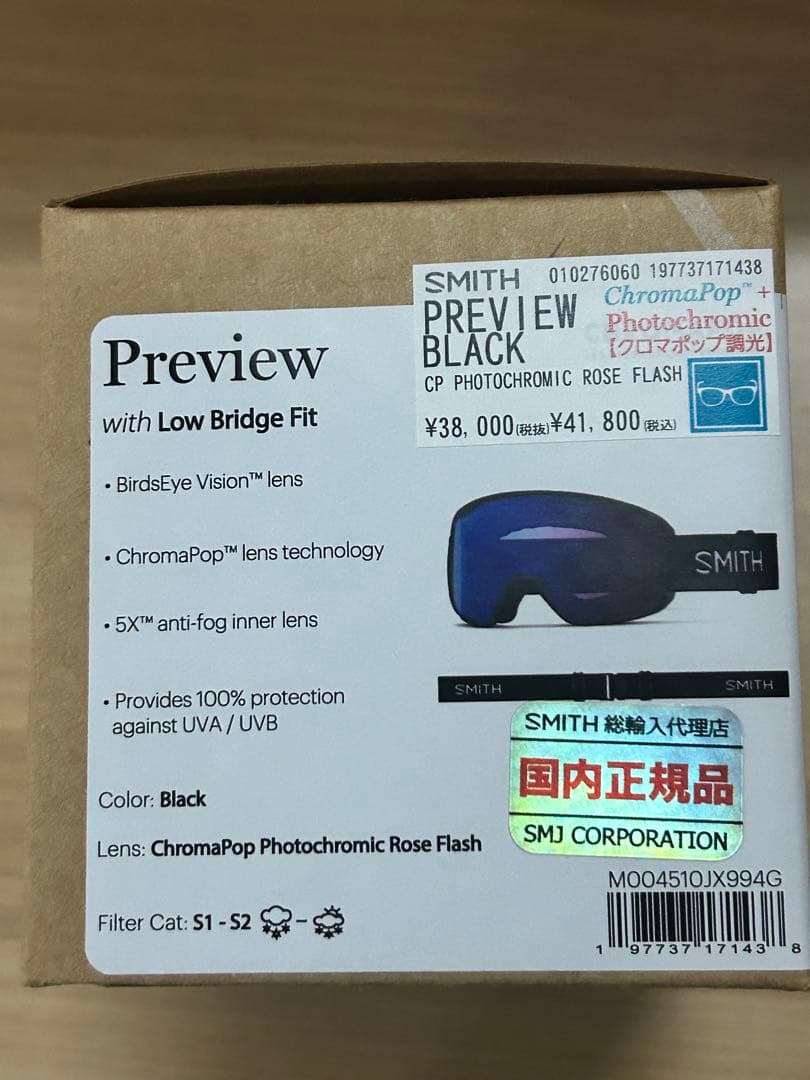 SMITH 010276060 197737171438
PREVIEW
BLACK
ChromaPop™ +
Photochromic
【クロマポップ調光】
CP PHOTOCHROMIC ROSE FLASH
¥38,000(税抜)¥41,800(税込)
Preview
with Low Bridge Fit
• BirdsEye Vision™ lens
• ChromaPop™ lens technology
• 5X™ anti-fog inner lens
• Provides 100% protection
against UVA / UVB
Color: Black
Lens: ChromaPop Photochromic Rose Flash
Filter Cat: S1 - S2
SMITH
SMITH SMITH
SMITH 総輸入代理店
国内正規品
SMJ CORPORATION
M004510JX994G
1 97737 17143 8